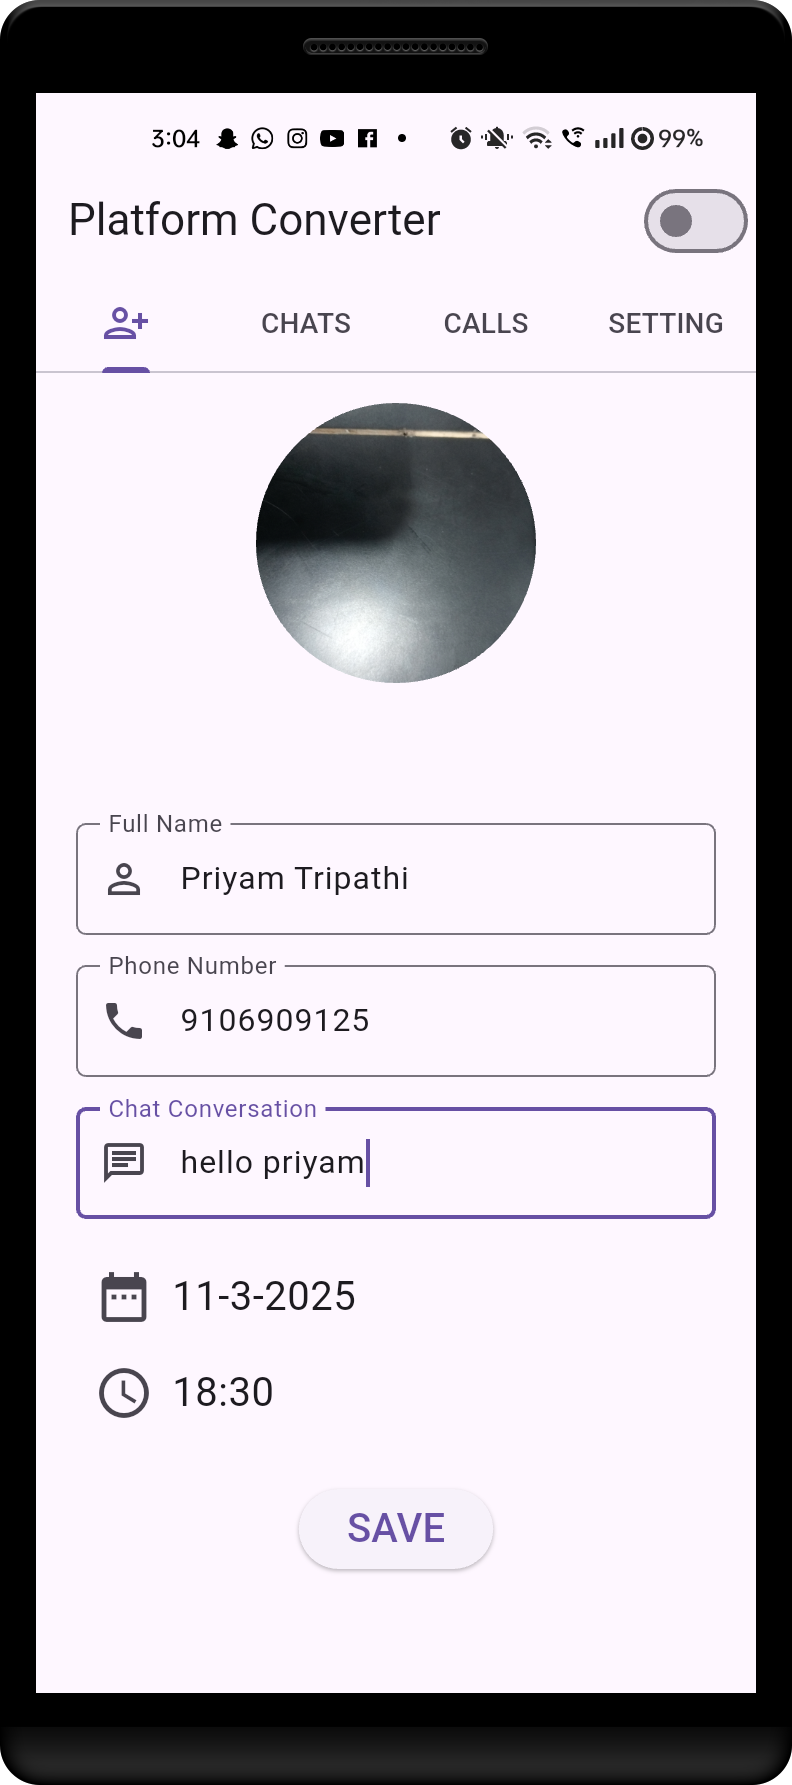 3:04 99%
Platform Converter
CHATS CALLS SETTING
Full Name
Priyam Tripathi
Phone Number
9106909125
Chat Conversation
hello priyam
11-3-2025
18:30
SAVE